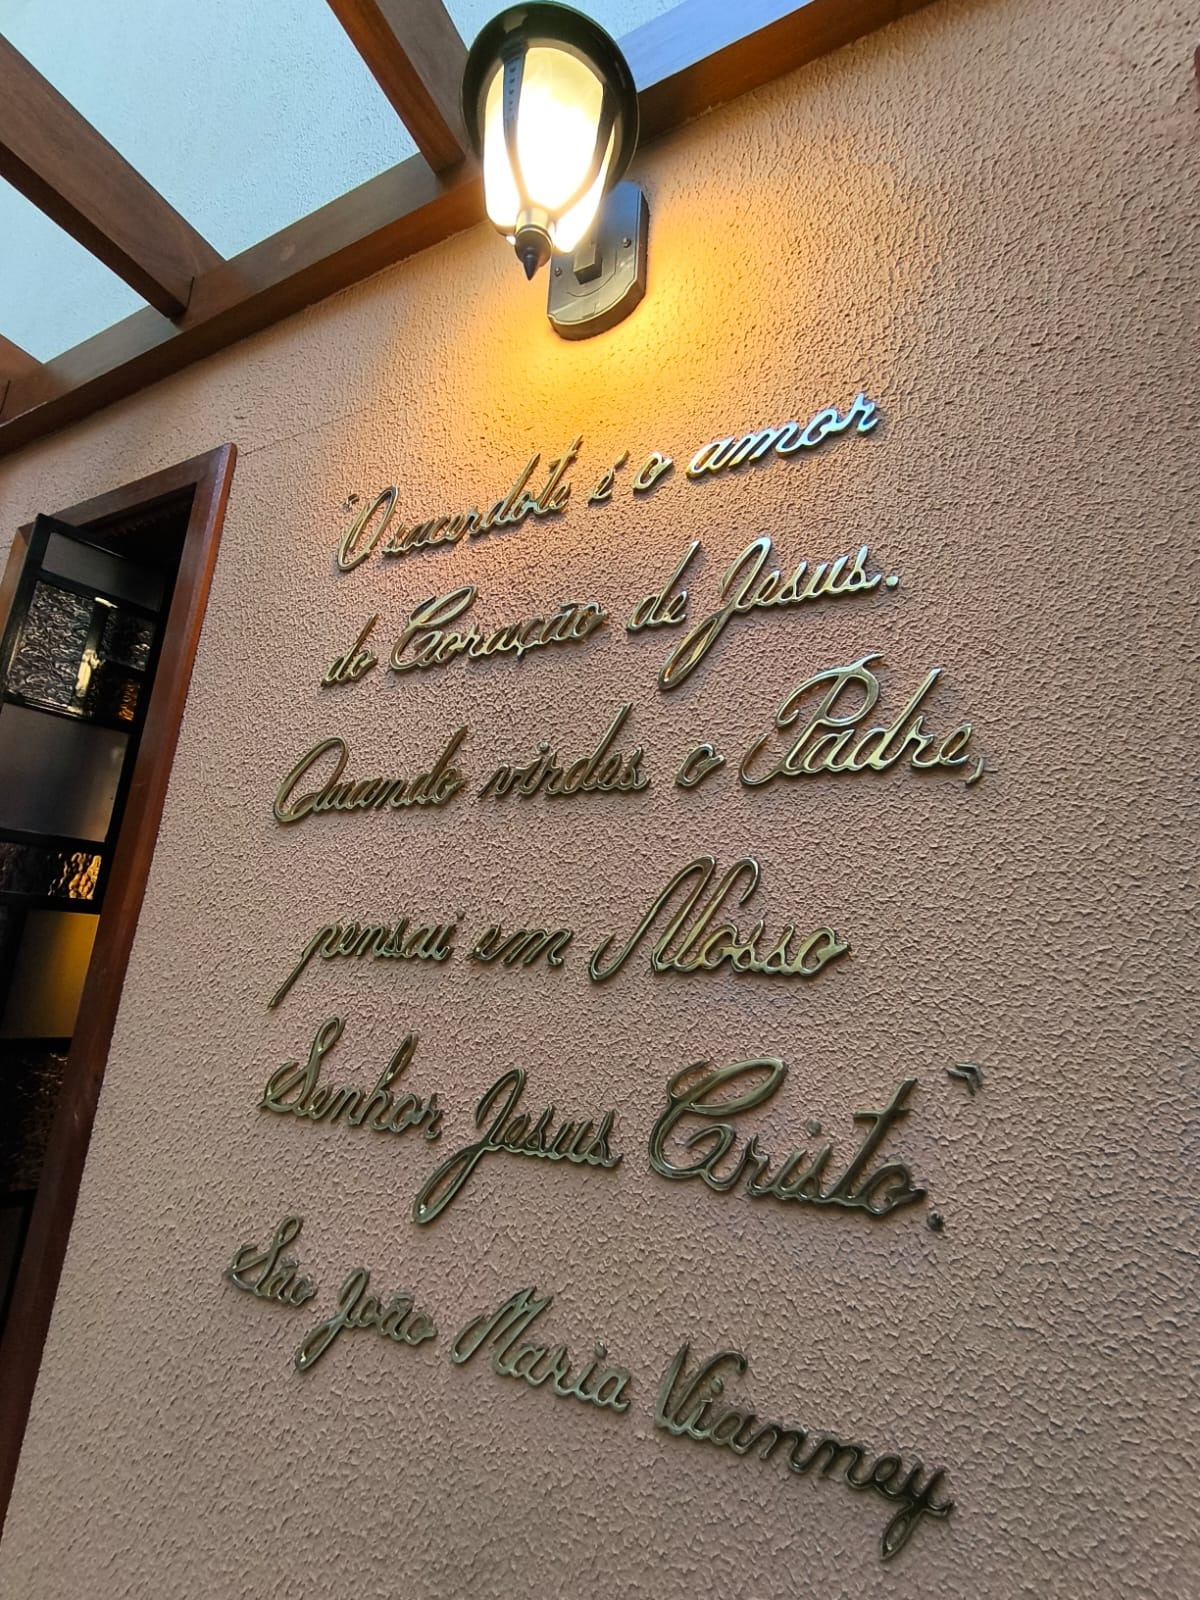 "O sacerdote é o amor
do Coração de Jesus.
Quando virdes o Padre,
pensai em Nosso
Senhor Jesus Cristo."
São João Maria Vianney